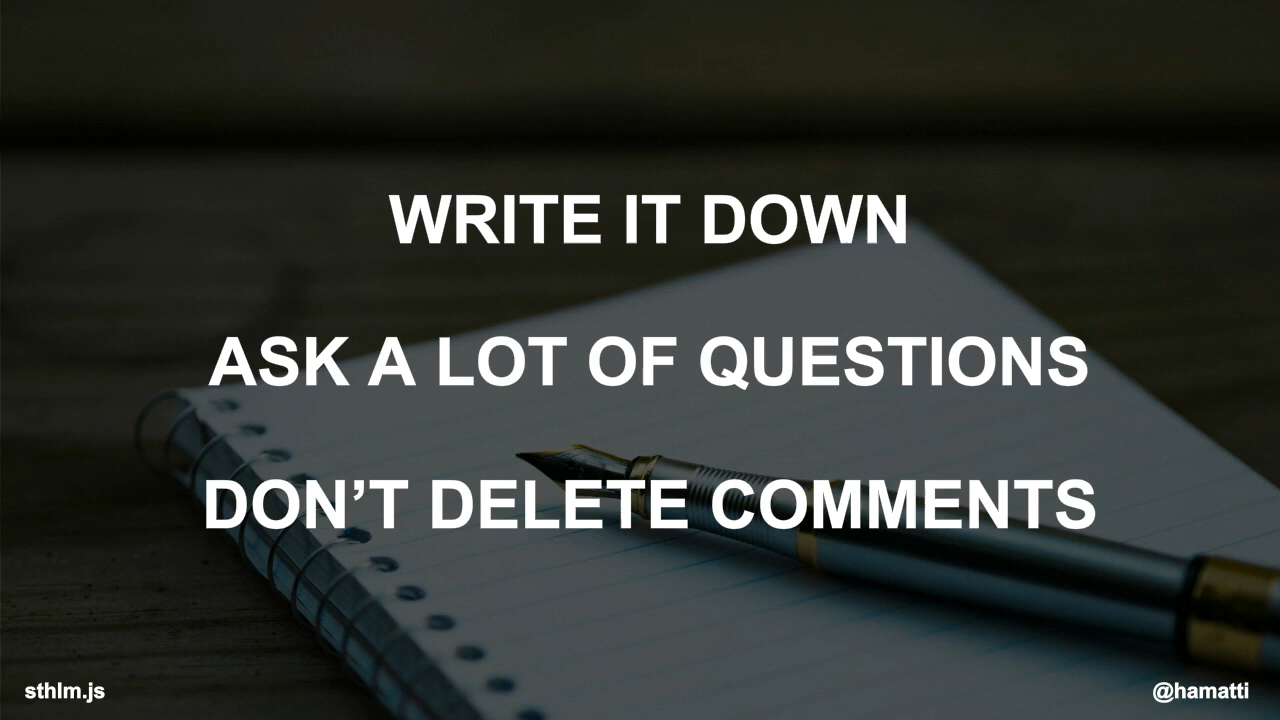 WRITE IT DOWN
ASK A LOT OF QUESTIONS
DON’T DELETE COMMENTS
sthlm.js
@hamatti